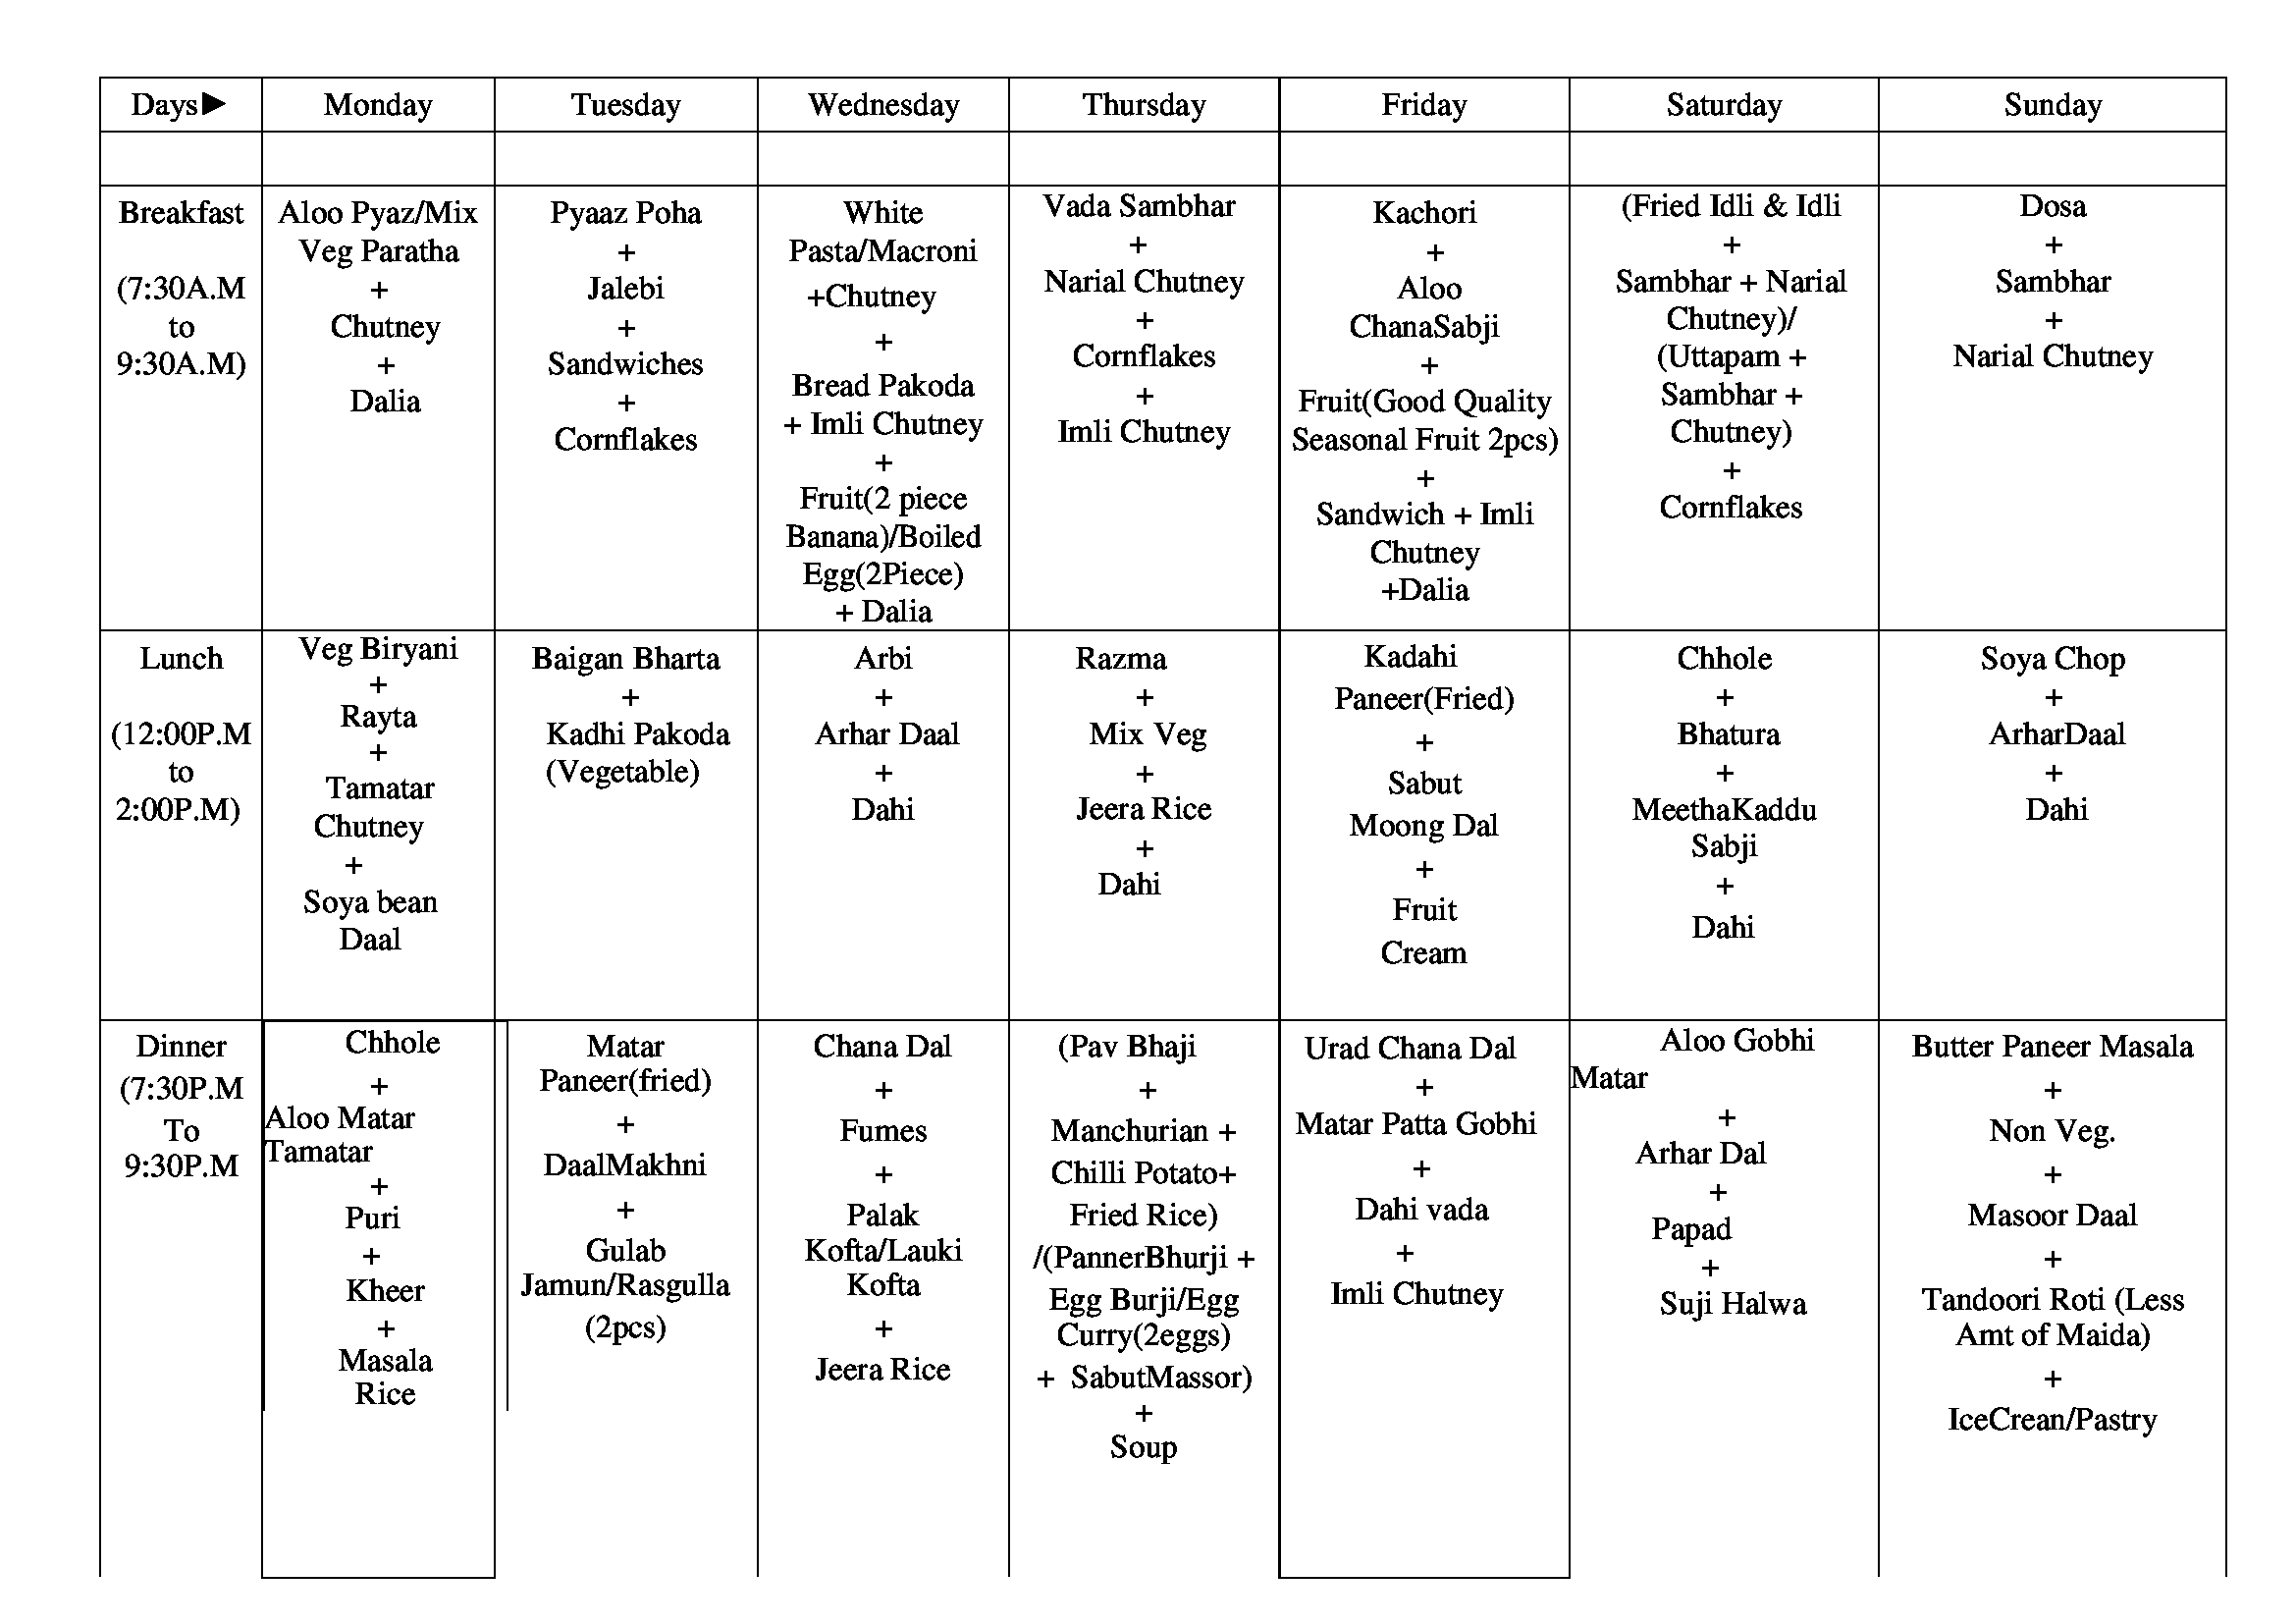 Days► Monday Tuesday Wednesday Thursday Friday Saturday Sunday
Breakfast
(7:30A.M
to
9:30A.M)
Aloo Pyaz/Mix
Veg Paratha
+
Chutney
+
Dalia
Pyaaz Poha
+
Jalebi
+
Sandwiches
+
Cornflakes
White
Pasta/Macroni
+Chutney
+
Bread Pakoda
+ Imli Chutney
+
Fruit(2 piece
Banana)/Boiled
Egg(2Piece)
+ Dalia
Vada Sambhar
+
Narial Chutney
+
Cornflakes
+
Imli Chutney
Kachori
+
Aloo
ChanaSabji
+
Fruit(Good Quality
Seasonal Fruit 2pcs)
+
Sandwich + Imli
Chutney
+Dalia
(Fried Idli & Idli
+
Sambhar + Narial
Chutney)/
(Uttapam +
Sambhar +
Chutney)
+
Cornflakes
Dosa
+
Sambhar
+
Narial Chutney
Lunch
(12:00P.M
to
2:00P.M)
Veg Biryani
+
Rayta
+
Tamatar
Chutney
+
Soya bean
Daal
Baigan Bharta
+
Kadhi Pakoda
(Vegetable)
Arbi
+
Arhar Daal
+
Dahi
Razma
+
Mix Veg
+
Jeera Rice
+
Dahi
Kadahi
Paneer(Fried)
+
Sabut
Moong Dal
+
Fruit
Cream
Chhole
+
Bhatura
+
MeethaKaddu
Sabji
+
Dahi
Soya Chop
+
ArharDaal
+
Dahi
Dinner
(7:30P.M
To
9:30P.M
Chhole
+
Aloo Matar
Tamatar
+
Puri
+
Kheer
+
Masala
Rice
Matar
Paneer(fried)
+
DaalMakhni
+
Gulab
Jamun/Rasgulla
(2pcs)
Chana Dal
+
Fumes
+
Palak
Kofta/Lauki
Kofta
+
Jeera Rice
(Pav Bhaji
+
Manchurian +
Chilli Potato+
Fried Rice)
/(PannerBhurji +
Egg Burji/Egg
Curry(2eggs)
+ SabutMassor)
+
Soup
Urad Chana Dal
+
Matar Patta Gobhi
+
Dahi vada
+
Imli Chutney
Aloo Gobhi
Matar
+
Arhar Dal
+
Papad
+
Suji Halwa
Butter Paneer Masala
+
Non Veg.
+
Masoor Daal
+
Tandoori Roti (Less
Amt of Maida)
+
IceCrean/Pastry